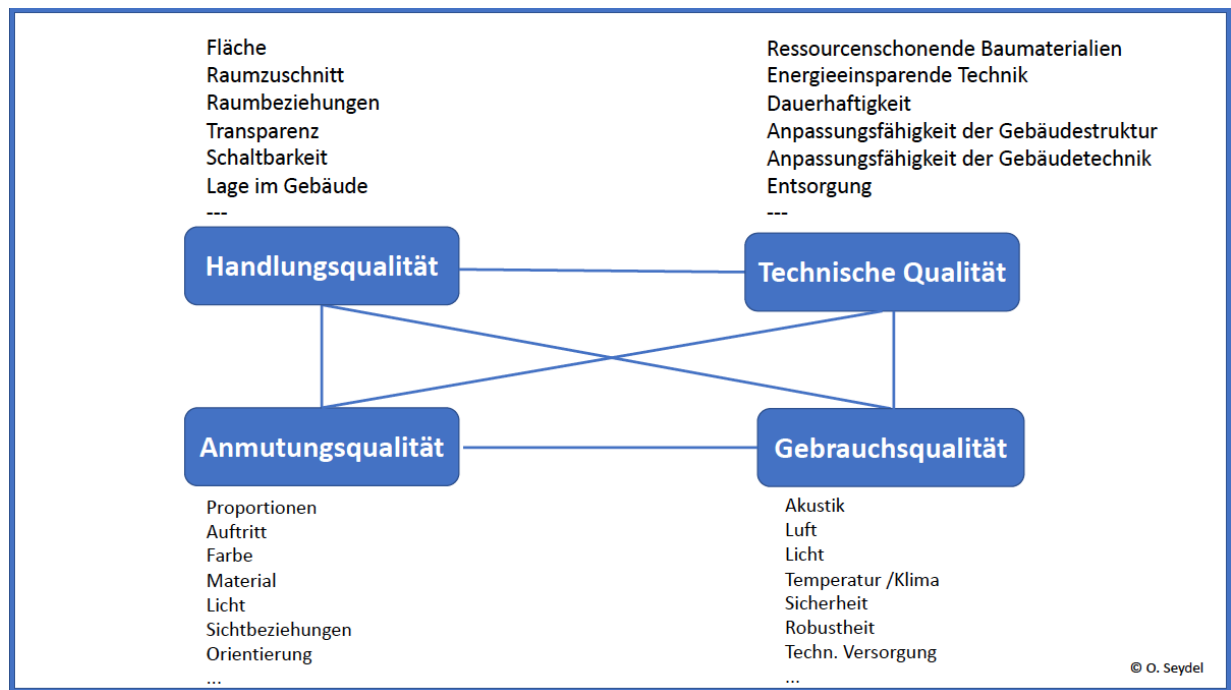 Fläche
Raumzuschnitt
Raumbeziehungen
Transparenz
Schaltbarkeit
Lage im Gebäude
---
Handlungsqualität
Ressourcenschonende Baumaterialien
Energieeinsparende Technik
Dauerhaftigkeit
Anpassungsfähigkeit der Gebäudestruktur
Anpassungsfähigkeit der Gebäudetechnik
Entsorgung
---
Technische Qualität
Anmutungsqualität
Proportionen
Auftritt
Farbe
Material
Licht
Sichtbeziehungen
Orientierung
...
Gebrauchsqualität
Akustik
Luft
Licht
Temperatur /Klima
Sicherheit
Robustheit
Techn. Versorgung
...
© O. Seydel